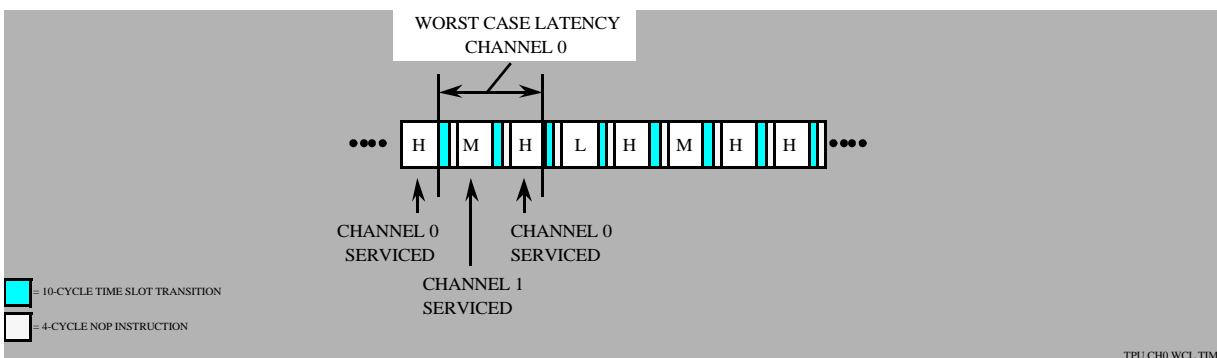 WORST CASE LATENCY
CHANNEL 0
H M H L H M H H
CHANNEL 0
SERVICED
CHANNEL 0
SERVICED
CHANNEL 1
SERVICED
= 10-CYCLE TIME SLOT TRANSITION
= 4-CYCLE NOP INSTRUCTION
TPU CH0 WCL TIM